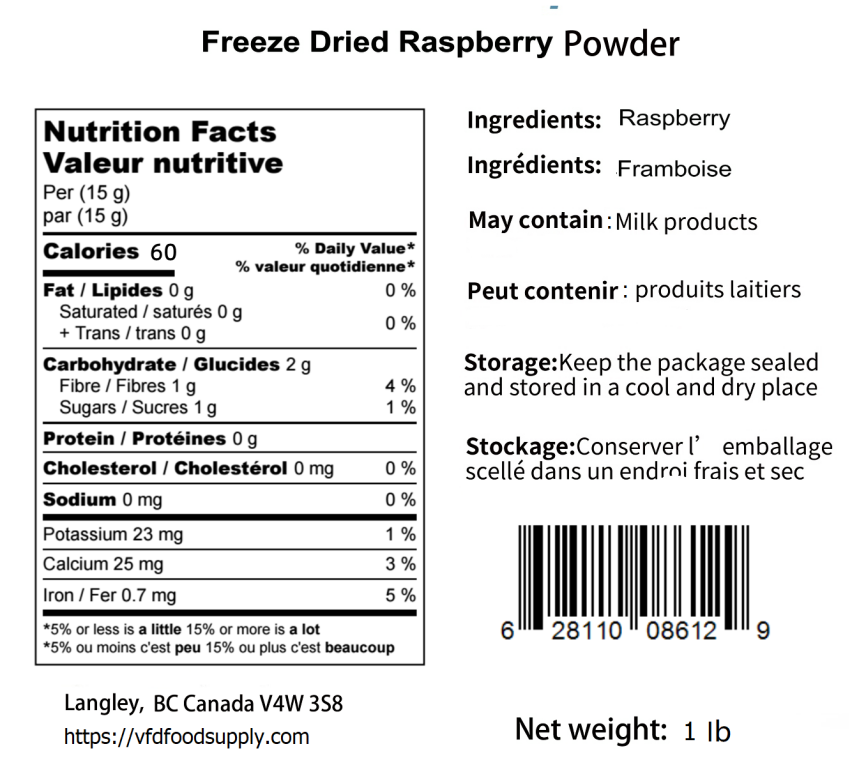 Freeze Dried Raspberry Powder
Nutrition Facts
Valeur nutritive
Per (15 g)
par (15 g)
Calories 60
% Daily Value*
% valeur quotidienne*
Fat / Lipides 0 g 0 %
Saturated / saturés 0 g
+ Trans / trans 0 g 0 %
Carbohydrate / Glucides 2 g
Fibre / Fibres 1 g 4 %
Sugars / Sucres 1 g 1 %
Protein / Protéines 0 g
Cholesterol / Cholestérol 0 mg 0 %
Sodium 0 mg 0 %
Potassium 23 mg 1 %
Calcium 25 mg 3 %
Iron / Fer 0.7 mg 5 %
*5% or less is a little 15% or more is a lot
*5% ou moins c'est peu 15% ou plus c'est beaucoup
Langley, BC Canada V4W 3S8
https://vfdfoodsupply.com
Ingredients: Raspberry
Ingrédients: Framboise
May contain : Milk products
Peut contenir : produits laitiers
Storage:Keep the package sealed
and stored in a cool and dry place
Stockage:Conserver l’ emballage
scellé dans un endroi frais et sec
6 28110 08612 9
Net weight: 1 lb